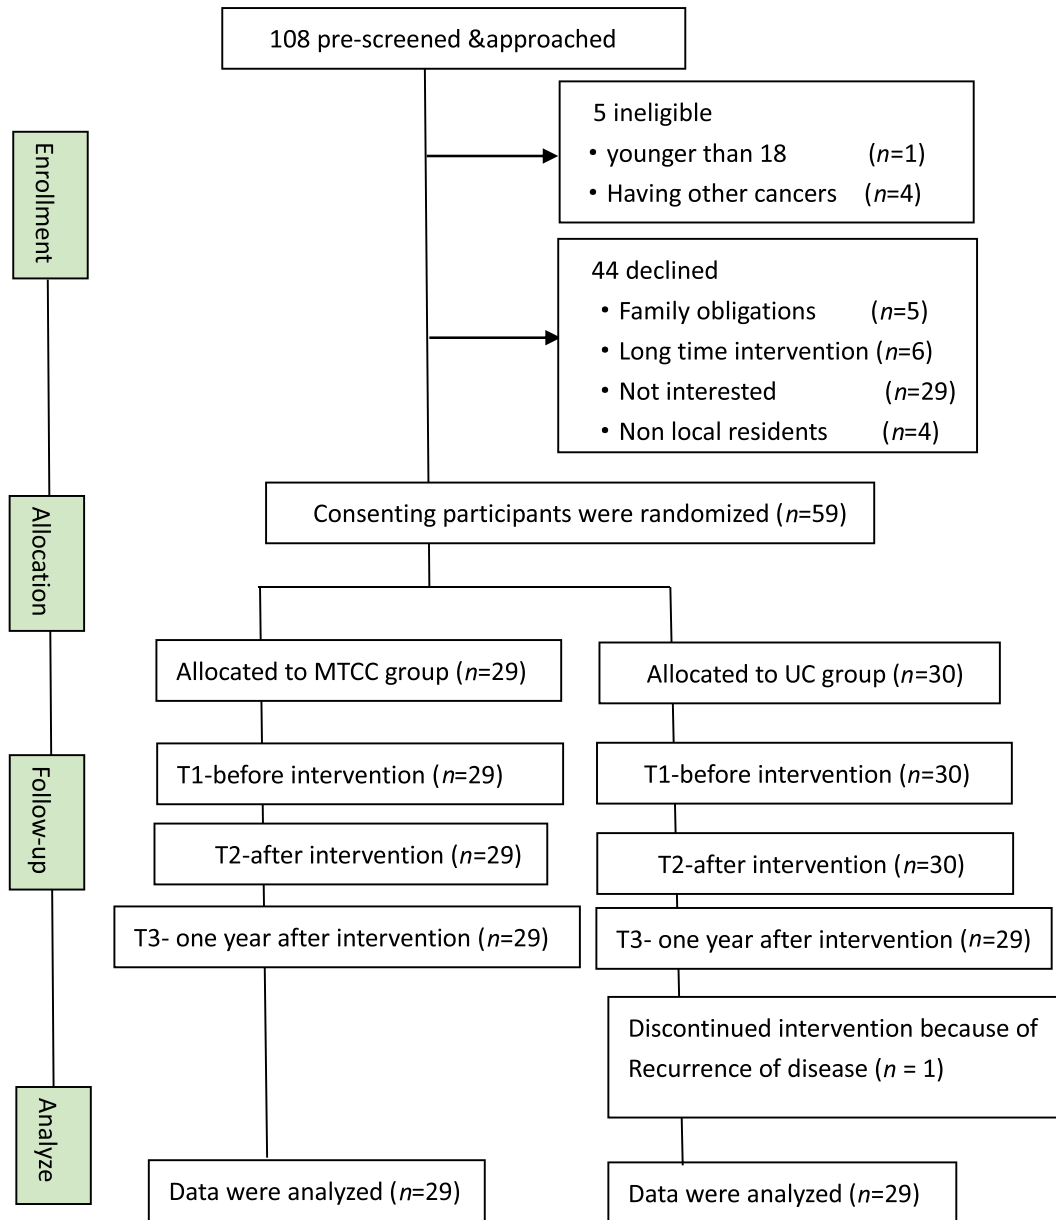 108 pre-screened &approached
5 ineligible
• younger than 18 (n=1)
• Having other cancers (n=4)
Enrollment
44 declined
• Family obligations (n=5)
• Long time intervention (n=6)
• Not interested (n=29)
• Non local residents (n=4)
Consenting participants were randomized (n=59)
Allocation
Allocated to MTCC group (n=29)
Allocated to UC group (n=30)
T1-before intervention (n=29)
T1-before intervention (n=30)
Follow-up
T2-after intervention (n=29)
T2-after intervention (n=30)
T3- one year after intervention (n=29)
T3- one year after intervention (n=29)
Discontinued intervention because of
Recurrence of disease (n = 1)
Analyze
Data were analyzed (n=29)
Data were analyzed (n=29)